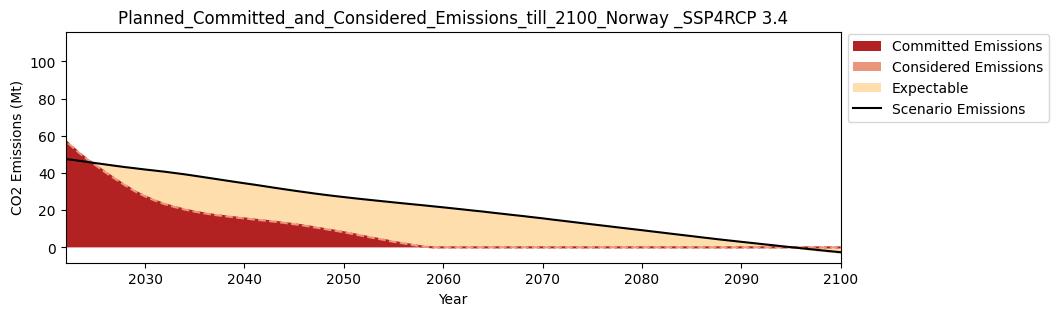 Planned_Committed_and_Considered_Emissions_till_2100_Norway _SSP4RCP 3.4
CO2 Emissions (Mt)
100
80
60
40
20
0
2030 2040 2050 2060 2070 2080 2090 2100
Year
Committed Emissions
Considered Emissions
Expectable
Scenario Emissions